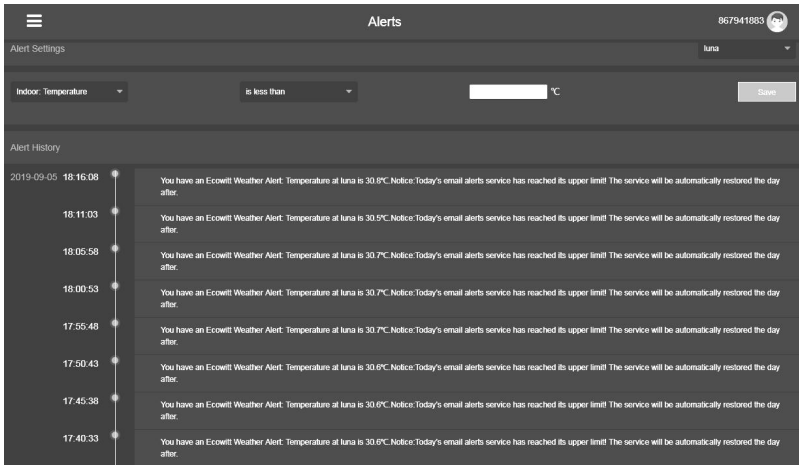 Alerts
867941883
Alert Settings
luna
Indoor: Temperature
is less than
℃
Save
Alert History
2019-09-05 18:16:08
You have an Ecowitt Weather Alert: Temperature at luna is 30.8℃.Notice:Today's email alerts service has reached its upper limit! The service will be automatically restored the day
after.
18:11:03
You have an Ecowitt Weather Alert: Temperature at luna is 30.5℃.Notice:Today's email alerts service has reached its upper limit! The service will be automatically restored the day
after.
18:05:58
You have an Ecowitt Weather Alert: Temperature at luna is 30.7℃.Notice:Today's email alerts service has reached its upper limit! The service will be automatically restored the day
after.
18:00:53
You have an Ecowitt Weather Alert: Temperature at luna is 30.7℃.Notice:Today's email alerts service has reached its upper limit! The service will be automatically restored the day
after.
17:55:48
You have an Ecowitt Weather Alert: Temperature at luna is 30.7℃.Notice:Today's email alerts service has reached its upper limit! The service will be automatically restored the day
after.
17:50:43
You have an Ecowitt Weather Alert: Temperature at luna is 30.6℃.Notice:Today's email alerts service has reached its upper limit! The service will be automatically restored the day
after.
17:45:38
You have an Ecowitt Weather Alert: Temperature at luna is 30.6℃.Notice:Today's email alerts service has reached its upper limit! The service will be automatically restored the day
after.
17:40:33
You have an Ecowitt Weather Alert: Temperature at luna is 30.6℃.Notice:Today's email alerts service has reached its upper limit! The service will be automatically restored the day
after.